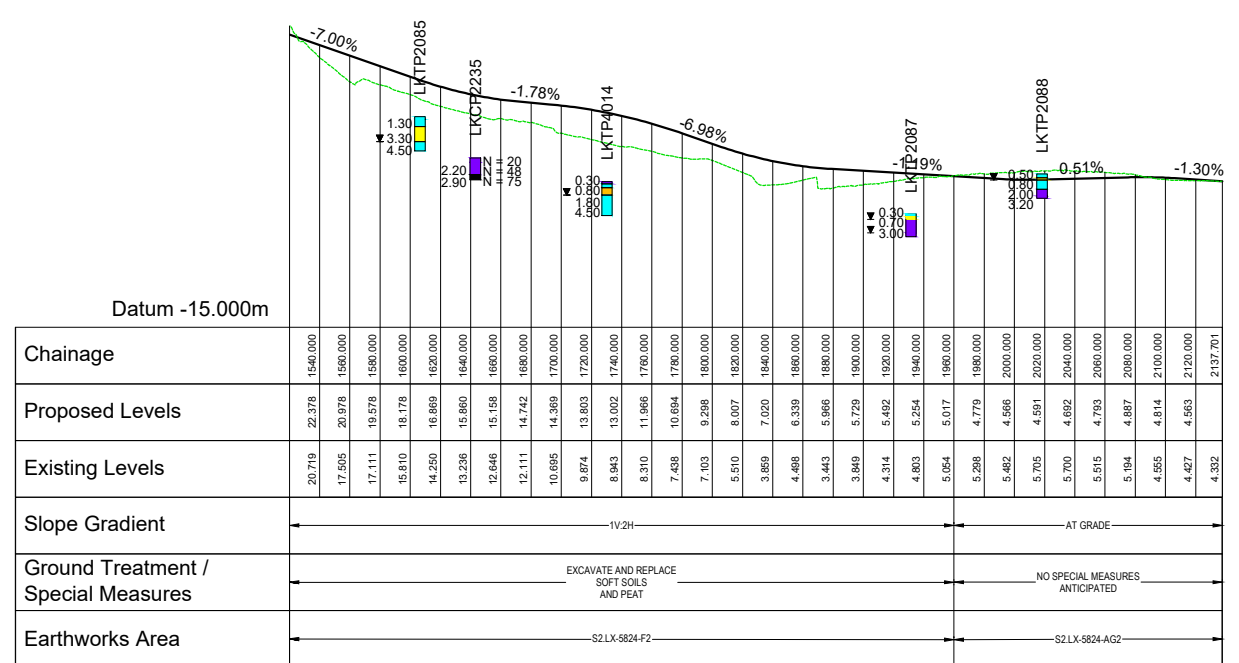 -7.00%
LKTP2085
LKCP2235
-1.78%
LKTP4014
-6.98%
LKTP2087
-1.19%
LKTP2088
0.51%
-1.30%
1.30
3.30
4.50
2.20
2.90
N = 20
N = 48
N = 75
0.30
0.80
1.80
4.50
0.30
0.70
3.00
0.50
0.80
2.00
3.20
Datum -15.000m
Chainage 1540.000 1560.000 1580.000 1600.000 1620.000 1640.000 1660.000 1680.000 1700.000 1720.000 1740.000 1760.000 1780.000 1800.000 1820.000 1840.000 1860.000 1880.000 1900.000 1920.000 1940.000 1960.000 1980.000 2000.000 2020.000 2040.000 2060.000 2080.000 2100.000 2120.000 2137.701
Proposed Levels 22.378 20.978 19.578 18.178 16.869 15.860 15.158 14.742 14.369 13.803 13.002 11.966 10.694 9.298 8.007 7.020 6.339 5.966 5.729 5.492 5.254 5.017 4.779 4.566 4.591 4.692 4.793 4.887 4.814 4.563
Existing Levels 20.719 17.505 17.111 15.810 14.250 13.236 12.646 12.111 10.695 9.874 8.943 8.310 7.438 7.103 5.510 3.859 4.498 3.443 3.849 4.314 4.803 5.054 5.298 5.482 5.705 5.700 5.515 5.194 4.555 4.427 4.332
Slope Gradient 1V:2H AT GRADE
Ground Treatment /
Special Measures
EXCAVATE AND REPLACE
SOFT SOILS
AND PEAT
NO SPECIAL MEASURES
ANTICIPATED
Earthworks Area S2.LX-5824-F2 S2.LX-5824-AG2